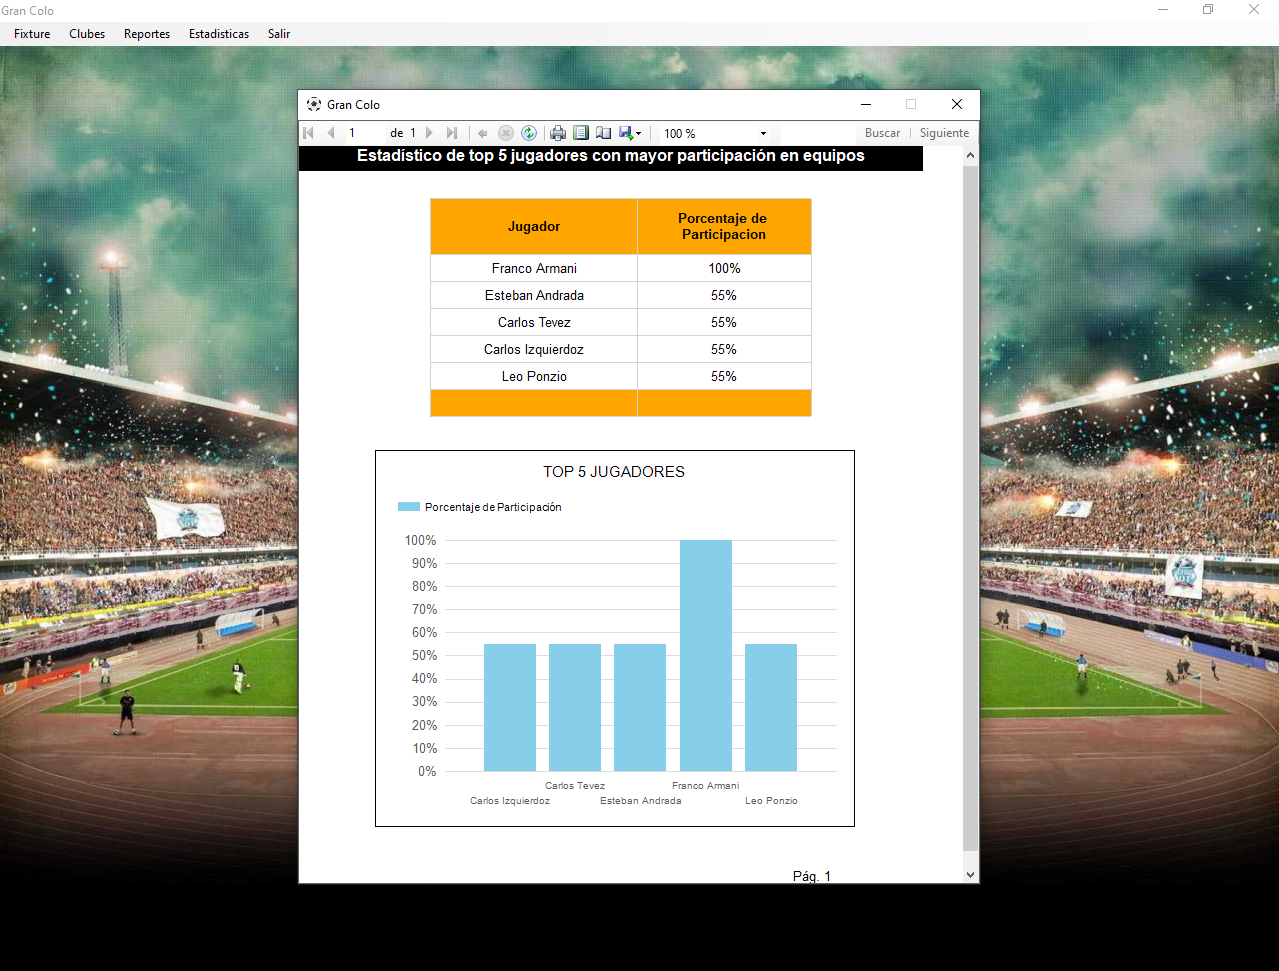 Gran Colo
Fixture Clubes Reportes Estadisticas Salir
Gran Colo
1 de 1 100 % Buscar | Siguiente
Estadístico de top 5 jugadores con mayor participación en equipos
Jugador Porcentaje de Participacion
Franco Armani 100%
Esteban Andrada 55%
Carlos Tevez 55%
Carlos Izquierdoz 55%
Leo Ponzio 55%
TOP 5 JUGADORES
Porcentaje de Participación
100%
90%
80%
70%
60%
50%
40%
30%
20%
10%
0%
Carlos Tevez Franco Armani
Carlos Izquierdoz Esteban Andrada Leo Ponzio
Pág. 1